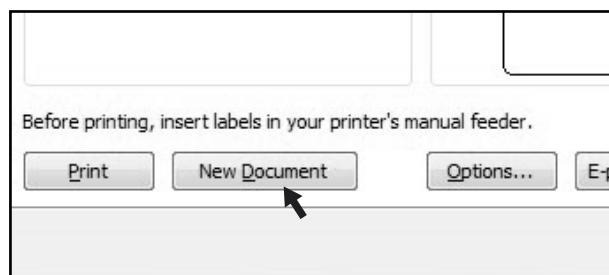 Before printing, insert labels in your printer's manual feeder.
Print New Document Options... E-